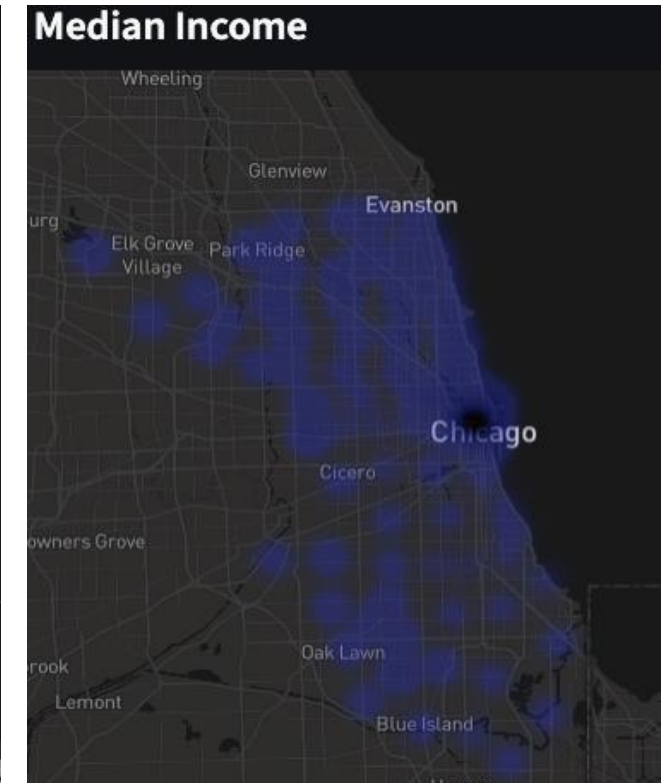 Median Income
Wheeling
Glenview
Evanston
urg
Elk Grove
Village
Park Ridge
Chicago
Cicero
owners Grove
Oak Lawn
rook
Lemont
Blue Island